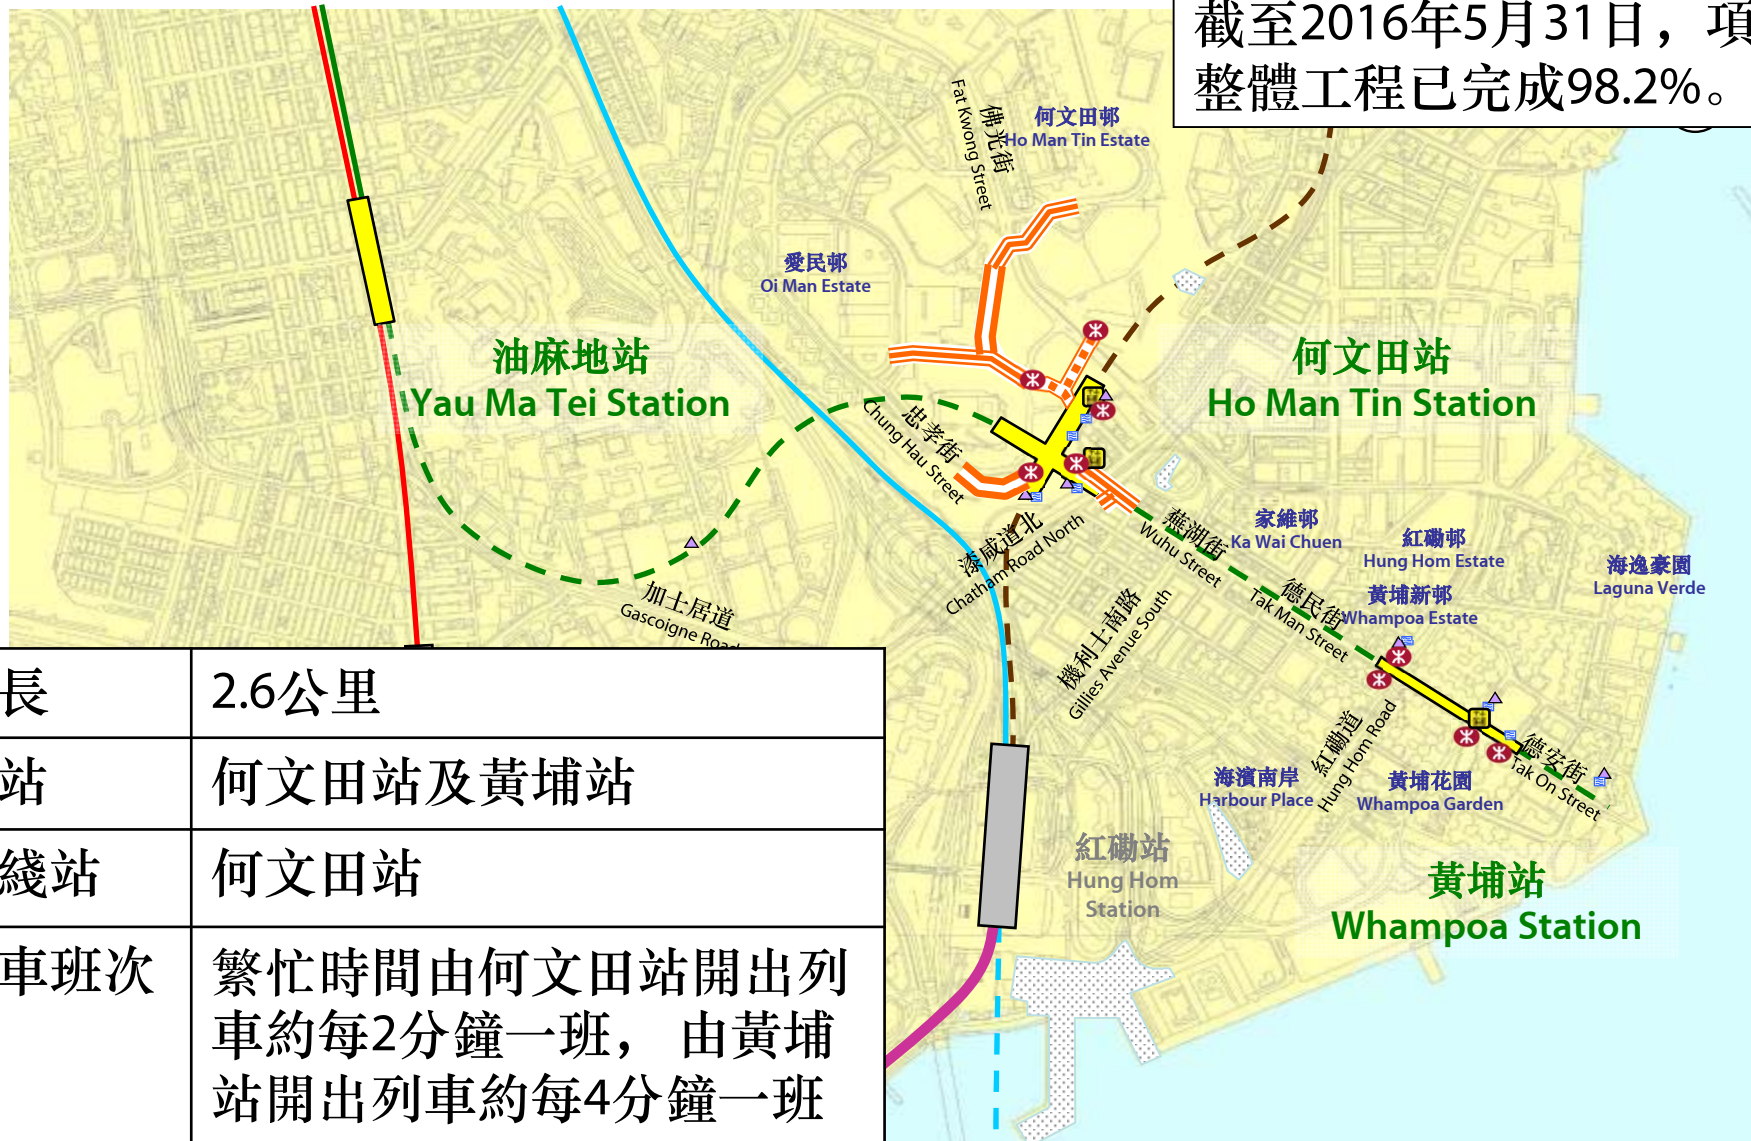 截至2016年5月31日，項
整體工程已完成98.2%。
佛光街
Fat Kwong Street
何文田邨
Ho Man Tin Estate
愛民邨
Oi Man Estate
油麻地站
Yau Ma Tei Station
何文田站
Ho Man Tin Station
忠孝街
Chung Hau Street
漆咸道北
Chatham Road North
蕪湖街
Wuhu Street
家維邨
Ka Wai Chuen
紅磡邨
Hung Hom Estate
海逸豪園
Laguna Verde
加士居道
Gascoigne Road
機利士南路
Gillies Avenue South
德民街
Tak Man Street
黃埔新邨
Whampoa Estate
紅磡道
Hung Hom Road
海濱南岸
Harbour Place
黃埔花園
Whampoa Garden
德安街
Tak On Street
紅磡站
Hung Hom
Station
黃埔站
Whampoa Station
長 2.6公里
站 何文田站及黃埔站
綫站 何文田站
車班次 繁忙時間由何文田站開出列
車約每2分鐘一班， 由黃埔
站開出列車約每4分鐘一班